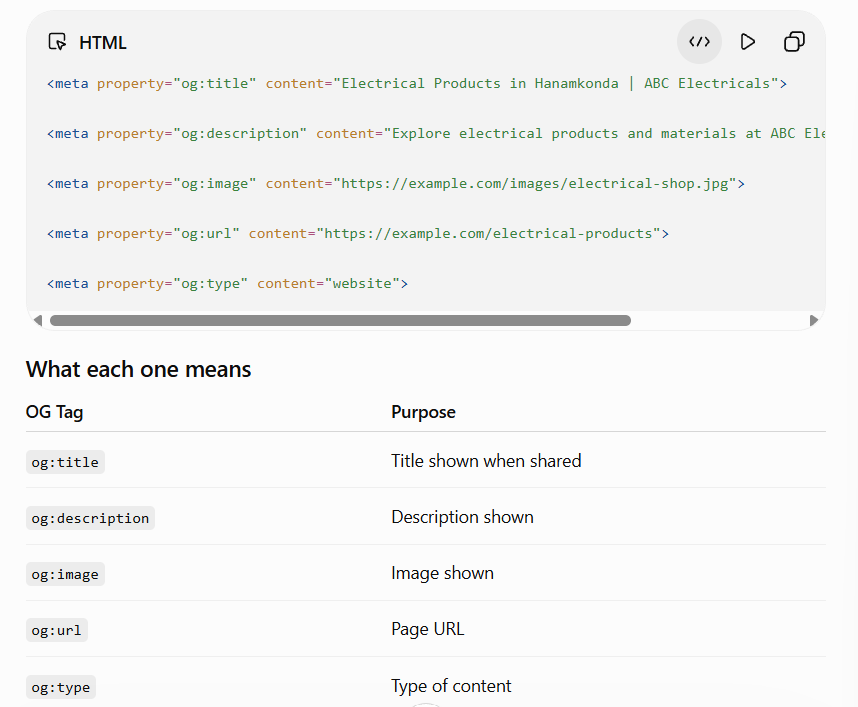 HTML
<meta property="og:title" content="Electrical Products in Hanamkonda | ABC Electricals">
<meta property="og:description" content="Explore electrical products and materials at ABC Ele
<meta property="og:image" content="https://example.com/images/electrical-shop.jpg">
<meta property="og:url" content="https://example.com/electrical-products">
<meta property="og:type" content="website">
What each one means
OG Tag Purpose
og:title Title shown when shared
og:description Description shown
og:image Image shown
og:url Page URL
og:type Type of content